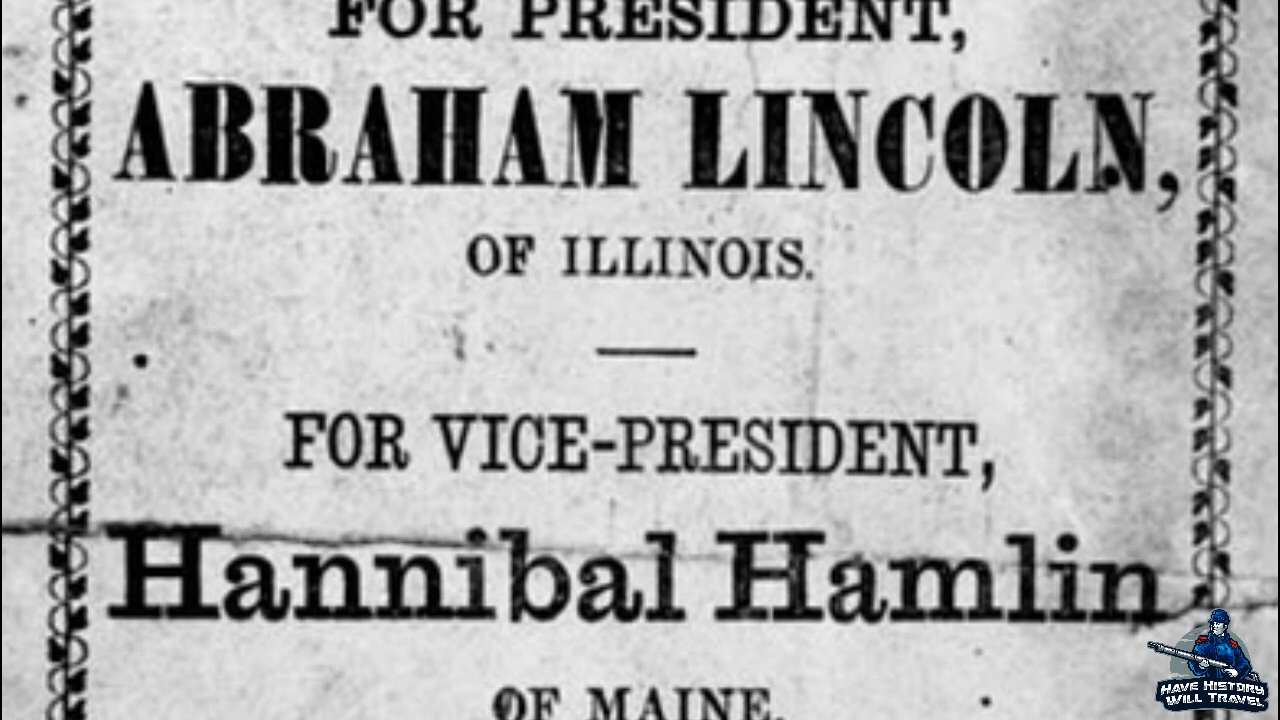 FOR PRESIDENT,
ABRAHAM LINCOLN,
OF ILLINOIS.
FOR VICE-PRESIDENT,
Hannibal Hamlin
OF MAINE.
HAVE HISTORY
WILL TRAVEL